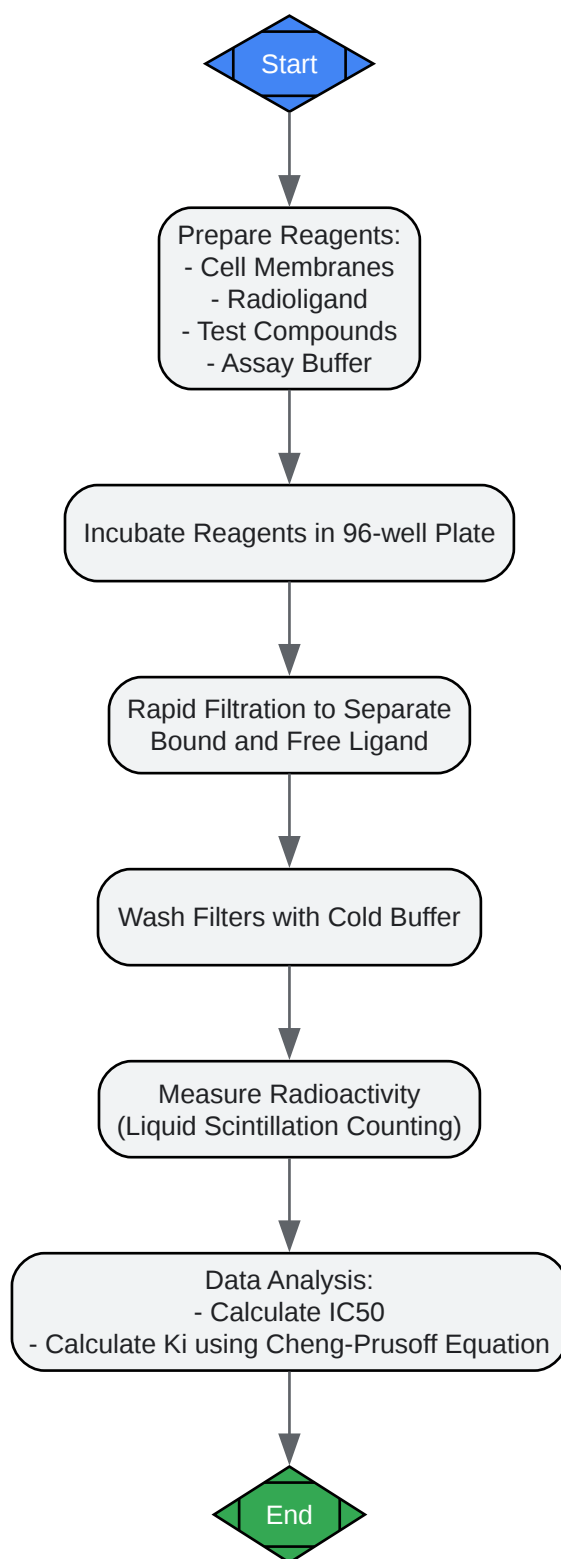 Start
Prepare Reagents:
- Cell Membranes
- Radioligand
- Test Compounds
- Assay Buffer
Incubate Reagents in 96-well Plate
Rapid Filtration to Separate
Bound and Free Ligand
Wash Filters with Cold Buffer
Measure Radioactivity
(Liquid Scintillation Counting)
Data Analysis:
- Calculate IC50
- Calculate Ki using Cheng-Prusoff Equation
End